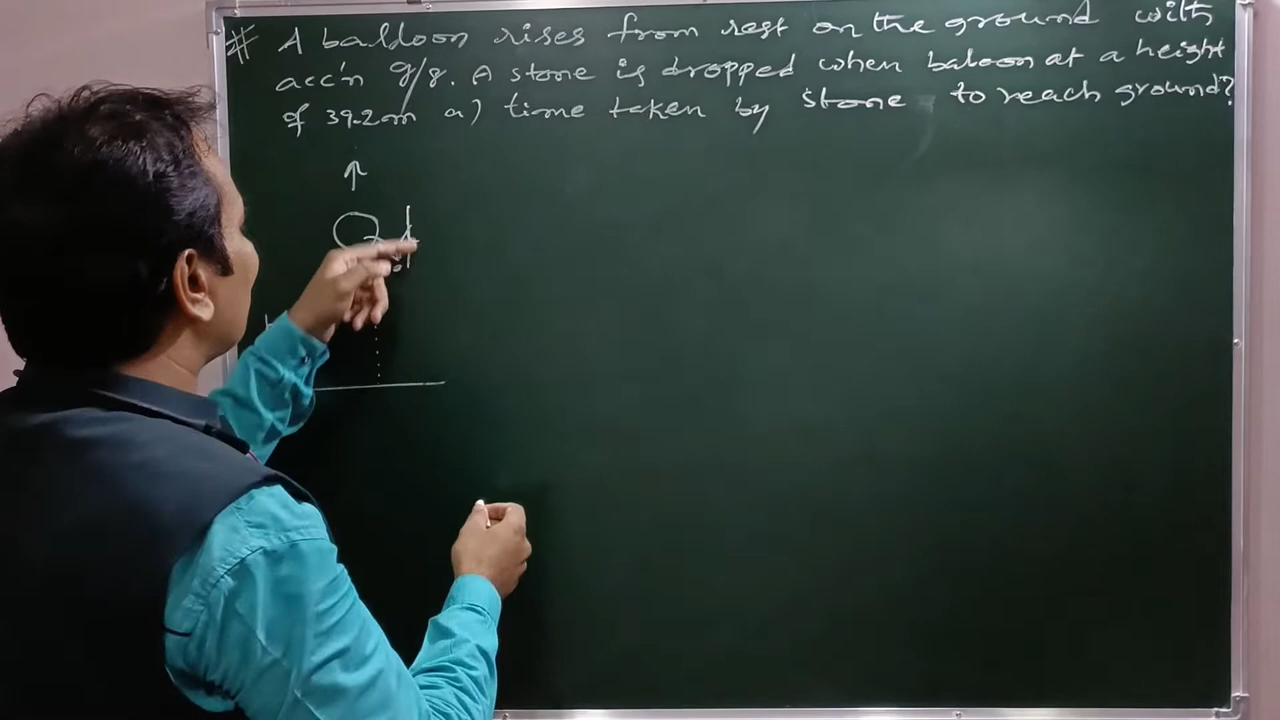 # A balloon rises from rest on the ground with
acc'n g/8. A stone is dropped when baloon at a height
of 39.2m a) time taken by stone to reach ground?